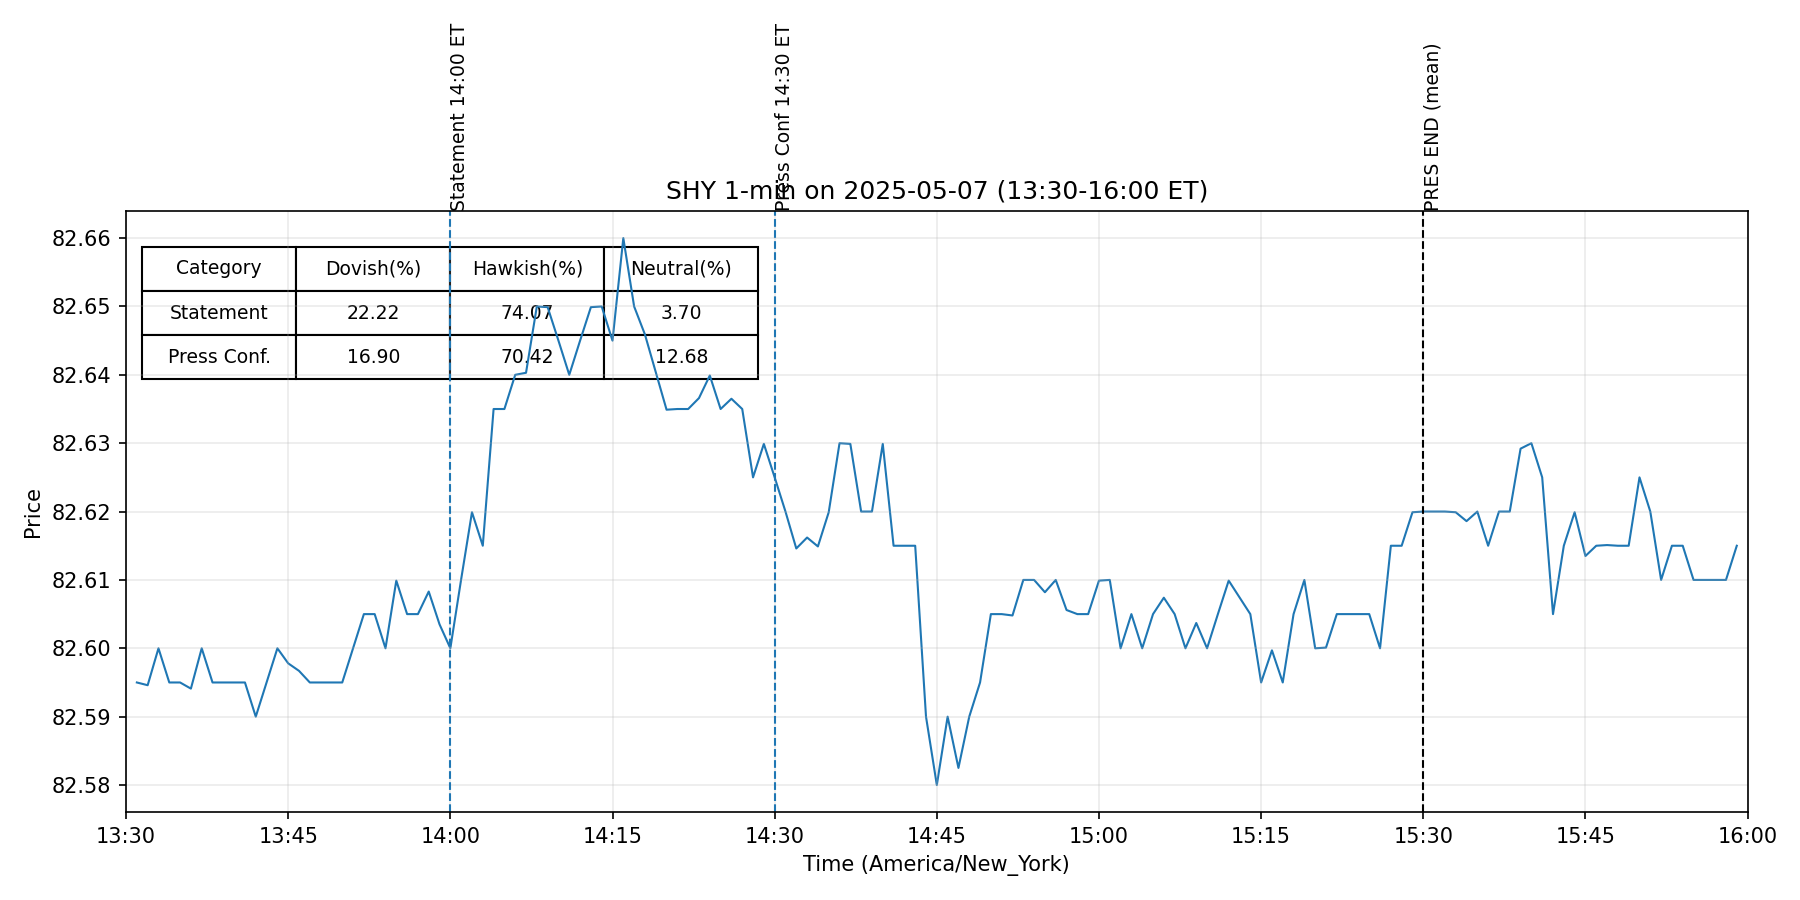 Statement 14:00 ET
Press Conf 14:30 ET
PRES END (mean)
SHY 1-min on 2025-05-07 (13:30-16:00 ET)
Category Dovish(%) Hawkish(%) Neutral(%)
Statement 22.22 74.07 3.70
Press Conf. 16.90 70.42 12.68
Price
82.66
82.65
82.64
82.63
82.62
82.61
82.60
82.59
82.58
13:30 13:45 14:00 14:15 14:30 14:45 15:00 15:15 15:30 15:45 16:00
Time (America/New_York)